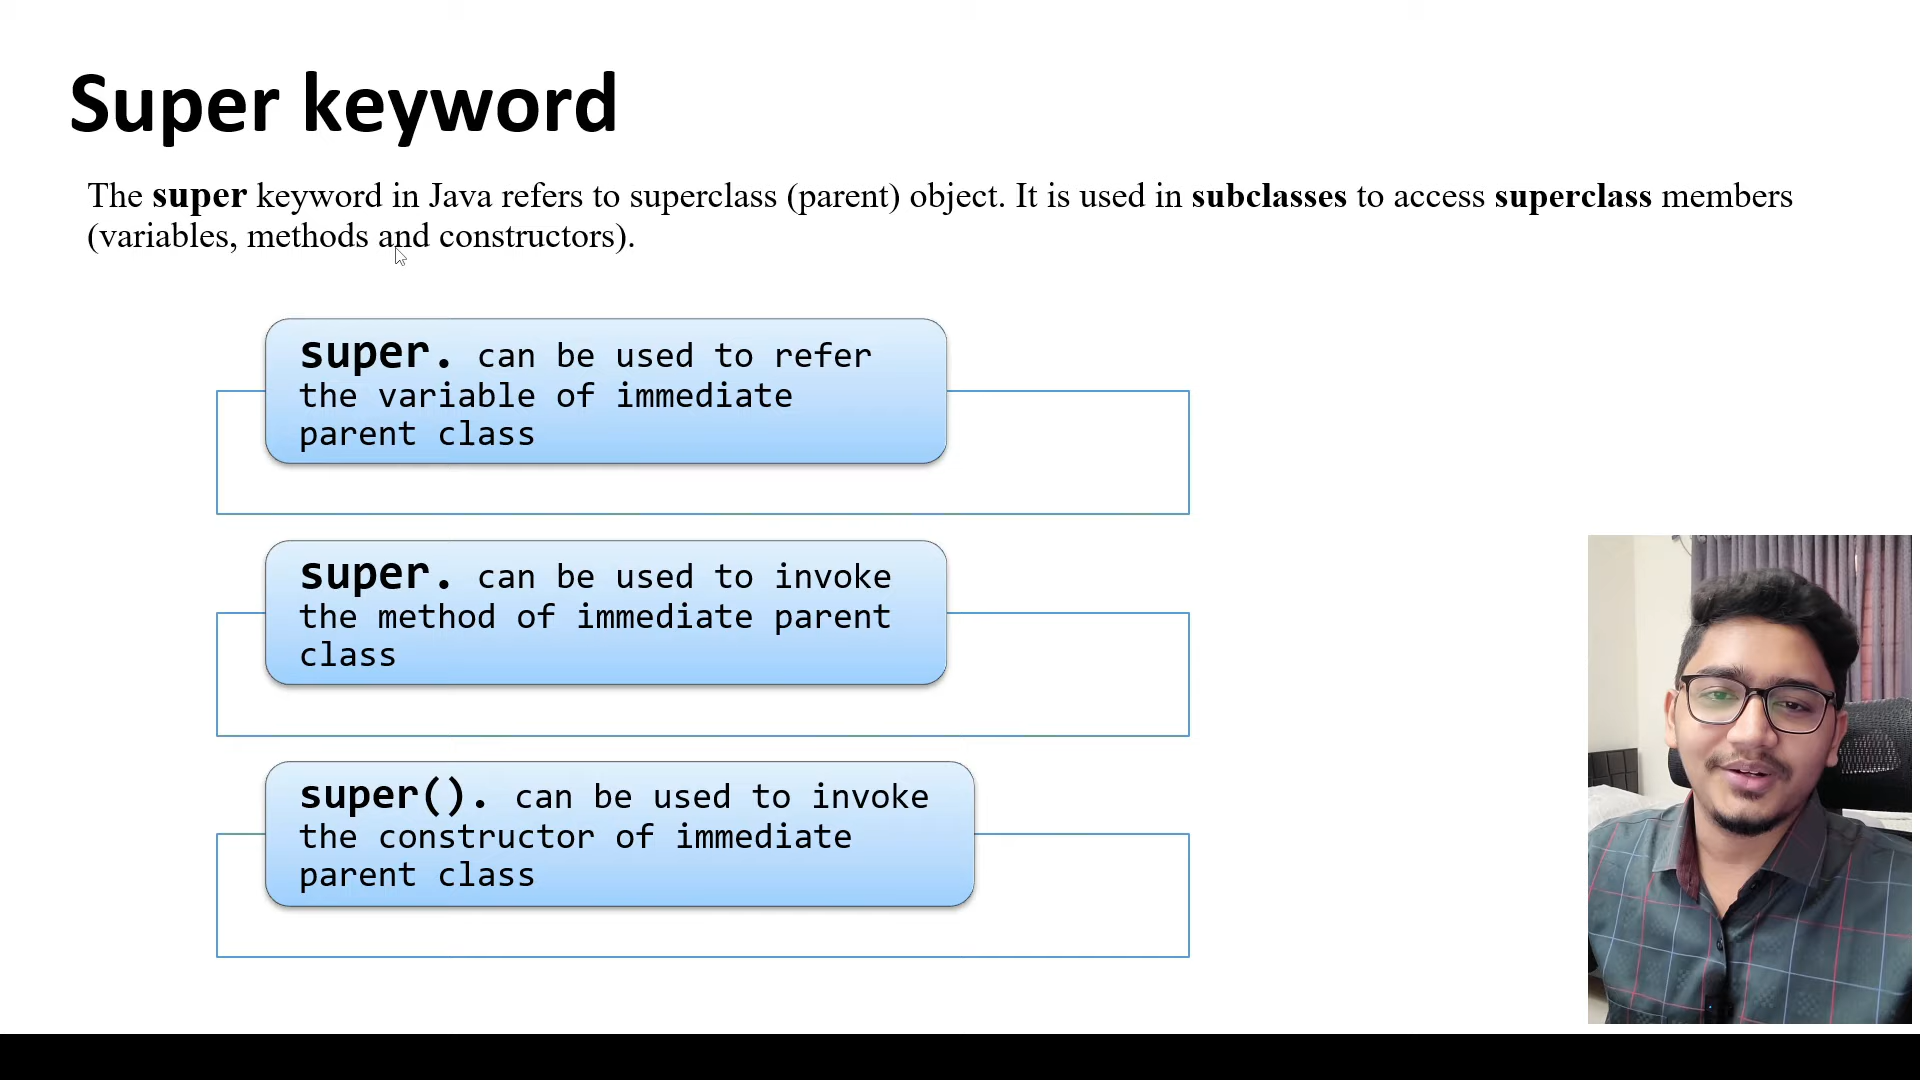 Super keyword
The super keyword in Java refers to superclass (parent) object. It is used in subclasses to access superclass members
(variables, methods and constructors).
super. can be used to refer
the variable of immediate
parent class
super. can be used to invoke
the method of immediate parent
class
super(). can be used to invoke
the constructor of immediate
parent class